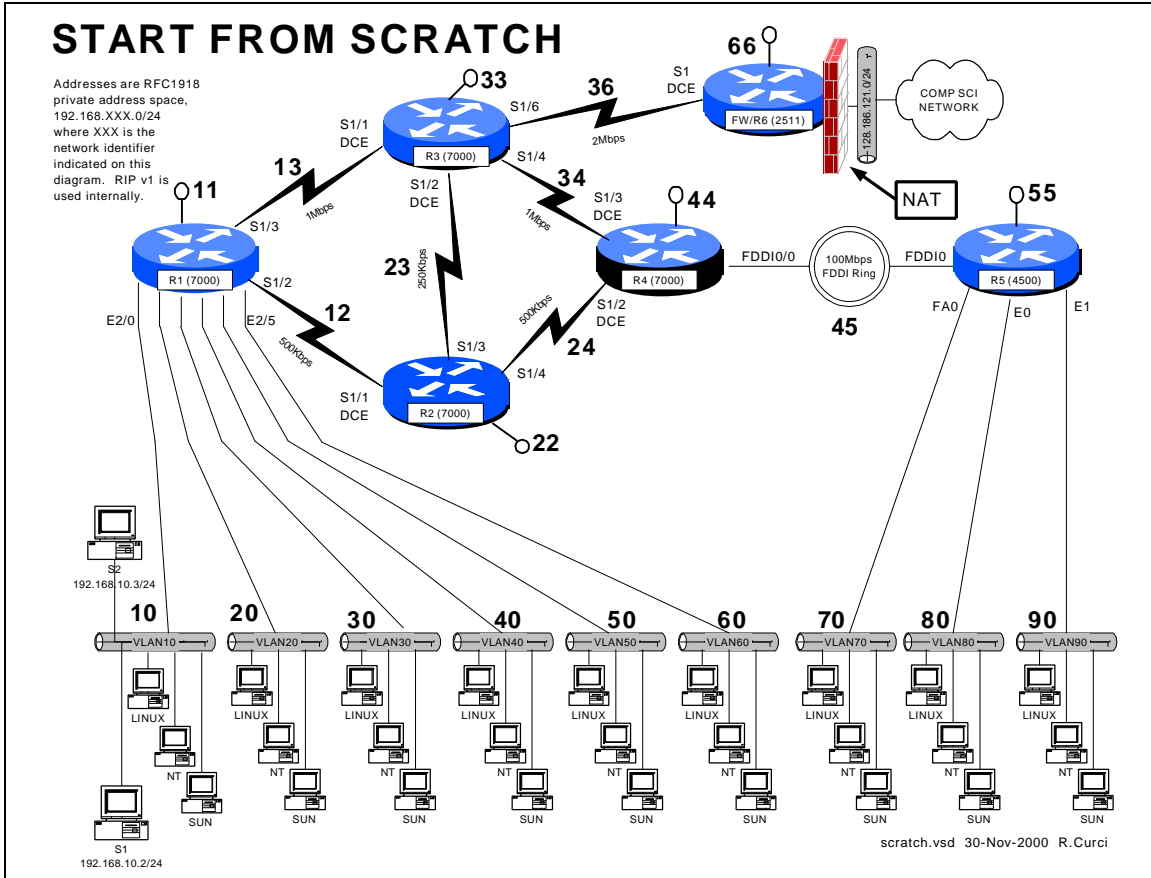 START FROM SCRATCH
Addresses are RFC1918
private address space,
192.168.XXX.0/24
where XXX is the
network identifier
indicated on this
diagram. RIP v1 is
used internally.
66
S1
DCE
FW/R6 (2511)
128.186.121.0/24
COMP SCI
NETWORK
NAT
36
2Mbps
33
S1/6
S1/1
DCE
R3 (7000)
S1/4
S1/2
DCE
13
1Mbps
34
1Mbps
11
S1/3
R1 (7000)
S1/2
E2/0
E2/5
23
250Kbps
12
500Kbps
S1/3
DCE
44
R4 (7000)
FDDI0/0
S1/2
DCE
100Mbps
FDDI Ring
45
55
FDDI0
R5 (4500)
FA0
E0
E1
500Kbps
24
S1/3
S1/4
S1/1
DCE
R2 (7000)
22
S2
192.168.10.3/24
10
20
30
40
50
60
70
80
90
VLAN10
VLAN20
VLAN30
VLAN40
VLAN50
VLAN60
VLAN70
VLAN80
VLAN90
LINUX
LINUX
LINUX
LINUX
LINUX
LINUX
LINUX
LINUX
LINUX
NT
NT
NT
NT
NT
NT
NT
NT
NT
SUN
SUN
SUN
SUN
SUN
SUN
SUN
SUN
SUN
S1
192.168.10.2/24
scratch.vsd 30-Nov-2000 R.Curci